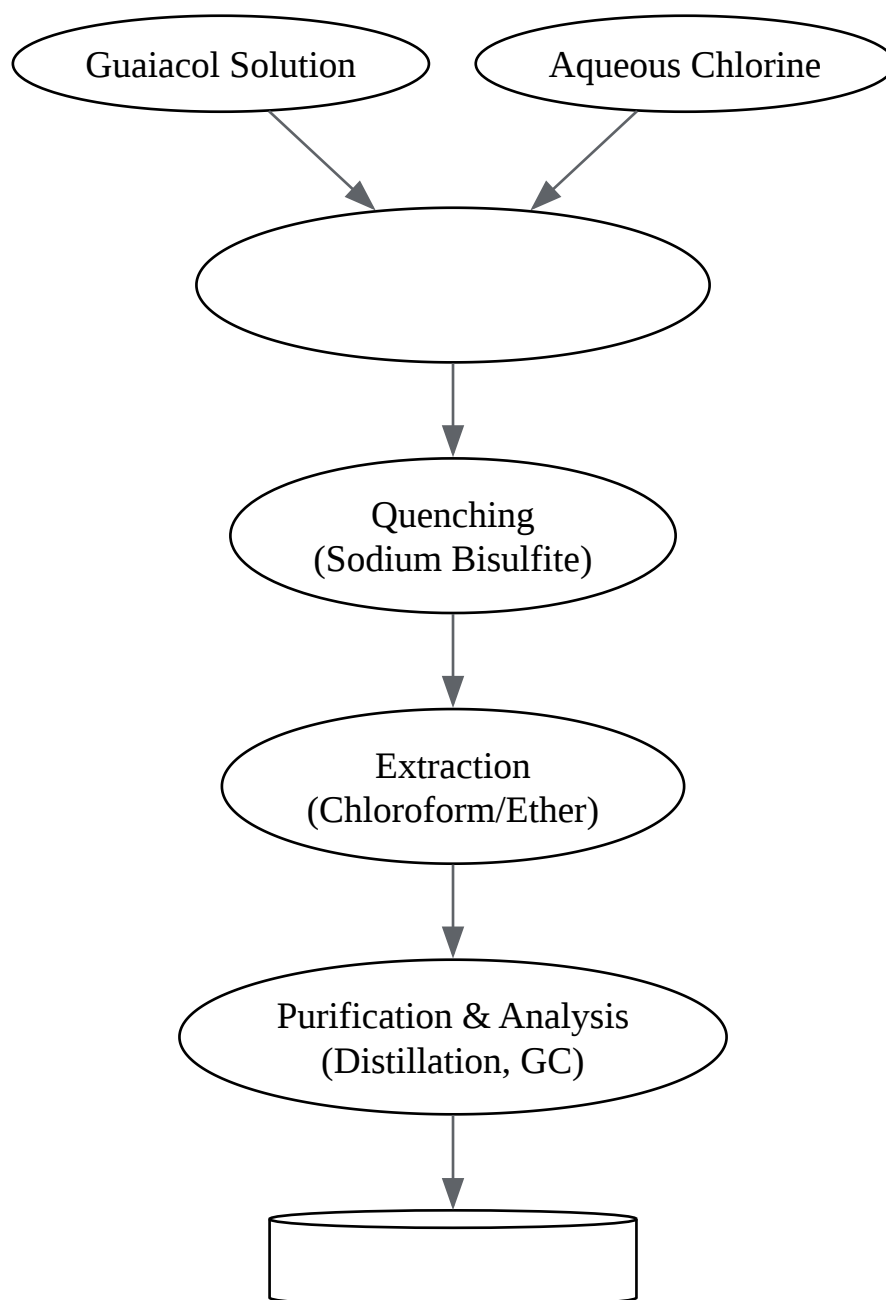 Guaiacol Solution
Aqueous Chlorine
Quenching
(Sodium Bisulfite)
Extraction
(Chloroform/Ether)
Purification & Analysis
(Distillation, GC)